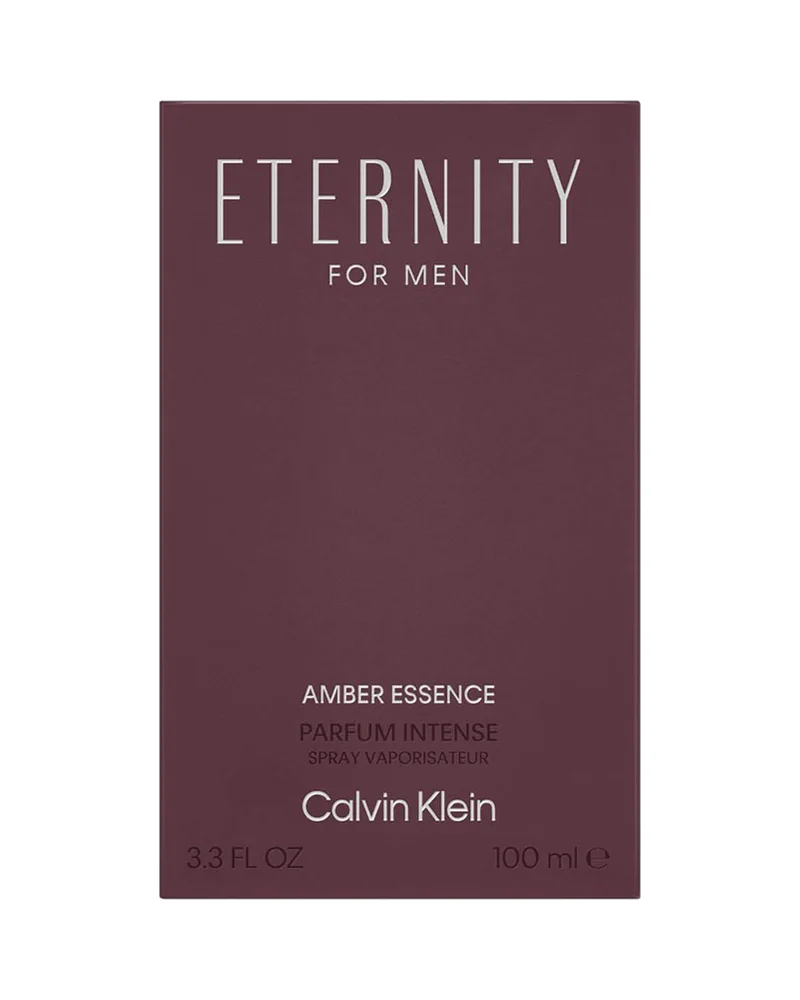 ETERNITY
FOR MEN
AMBER ESSENCE
PARFUM INTENSE
SPRAY VAPORISATEUR
Calvin Klein
3.3 FL OZ 100 ml ℮